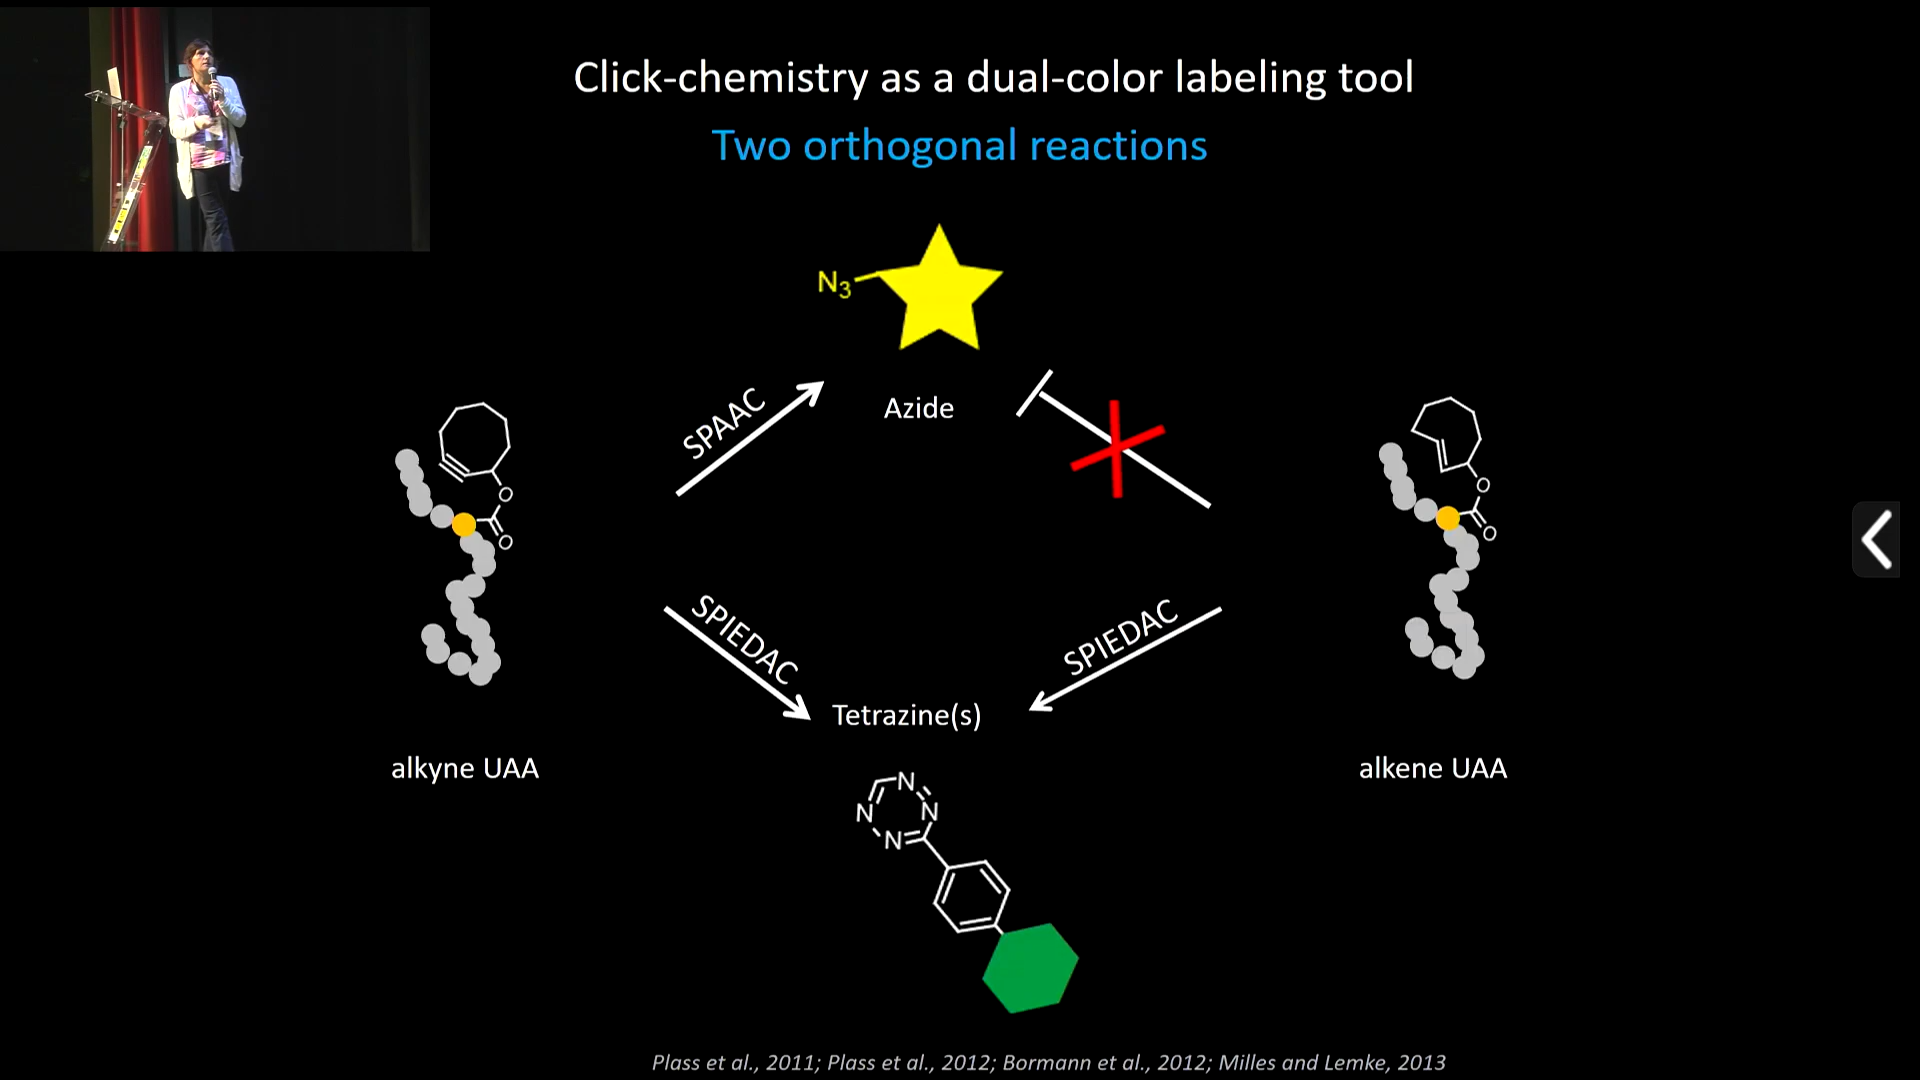 Click-chemistry as a dual-color labeling tool
Two orthogonal reactions
N3
SPAAC
Azide
O
O
O
O
SPIEDAC
SPIEDAC
Tetrazine(s)
alkyne UAA
alkene UAA
N
N
N
N
Plass et al., 2011; Plass et al., 2012; Bormann et al., 2012; Milles and Lemke, 2013